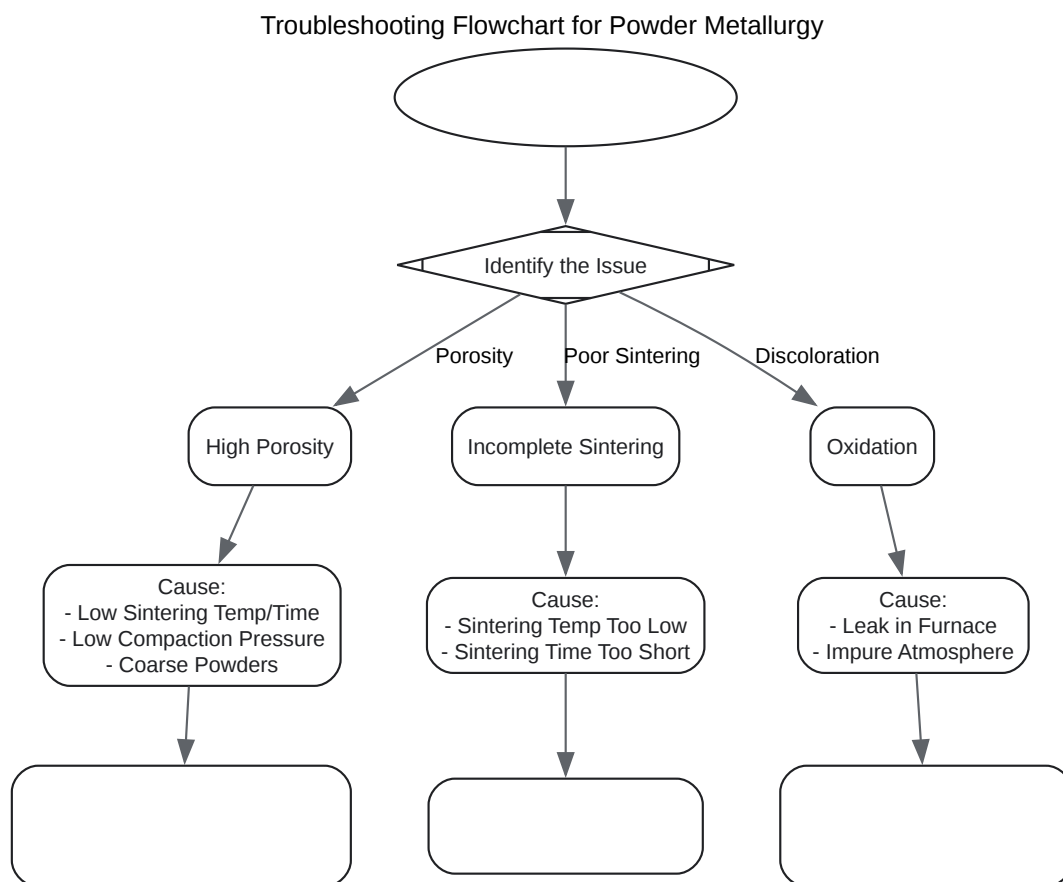 Troubleshooting Flowchart for Powder Metallurgy
Identify the Issue
Porosity
Poor Sintering
Discoloration
High Porosity
Incomplete Sintering
Oxidation
Cause:
- Low Sintering Temp/Time
- Low Compaction Pressure
- Coarse Powders
Cause:
- Sintering Temp Too Low
- Sintering Time Too Short
Cause:
- Leak in Furnace
- Impure Atmosphere